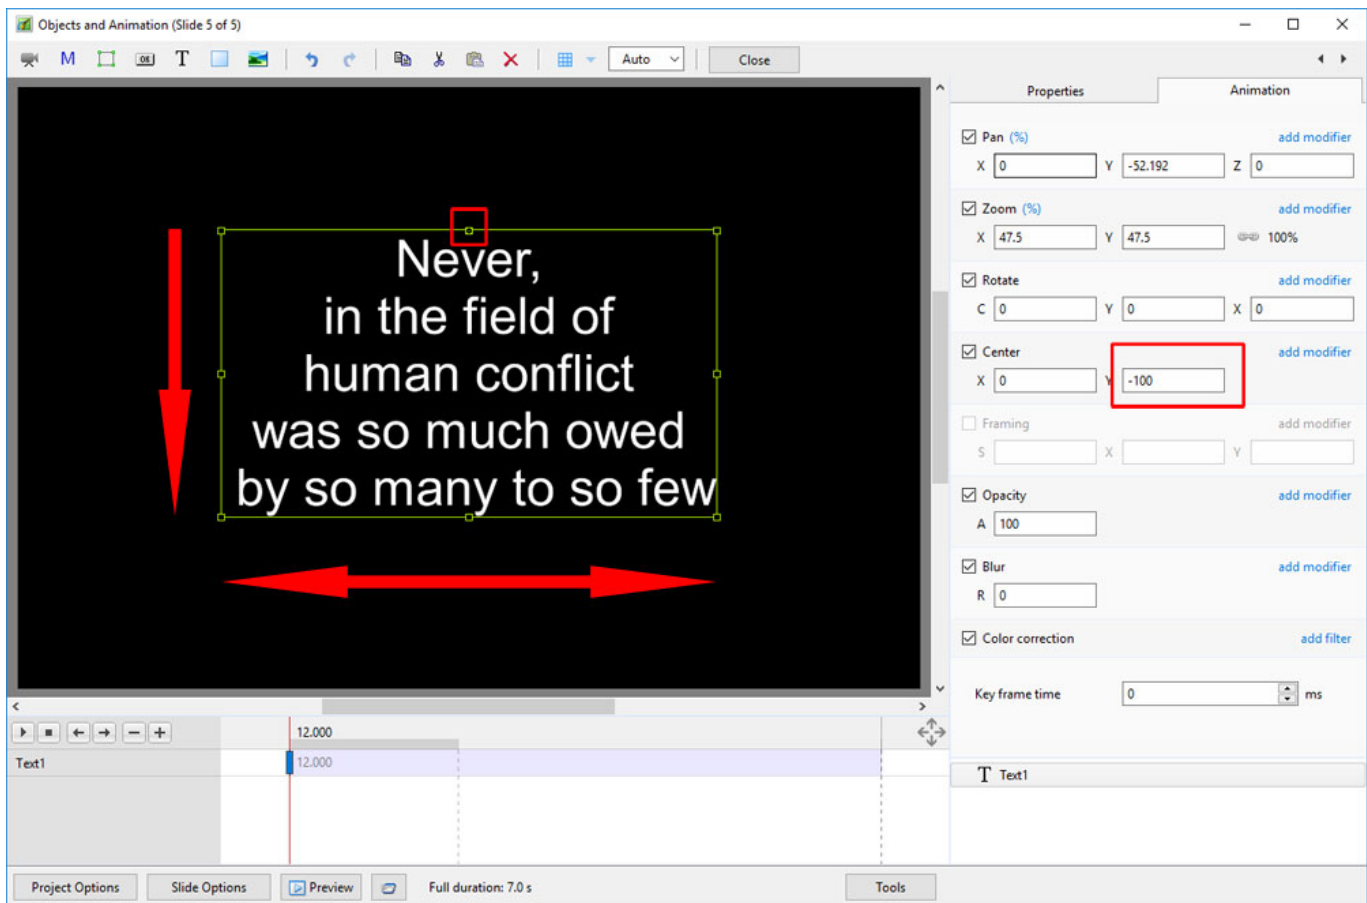 Objects and Animation (Slide 5 of 5)
M OK T Auto Close
Properties Animation
Never,
in the field of
human conflict
was so much owed
by so many to so few
Pan (%) add modifier
X 0 Y -52.192 Z 0
Zoom (%) add modifier
X 47.5 Y 47.5 100%
Rotate add modifier
C 0 Y 0 X 0
Center add modifier
X 0 Y -100
Framing add modifier
S X Y
Opacity add modifier
A 100
Blur add modifier
R 0
Color correction add filter
Key frame time 0 ms
12.000
Text1 12.000
T Text1
Project Options Slide Options Preview Full duration: 7.0 s Tools